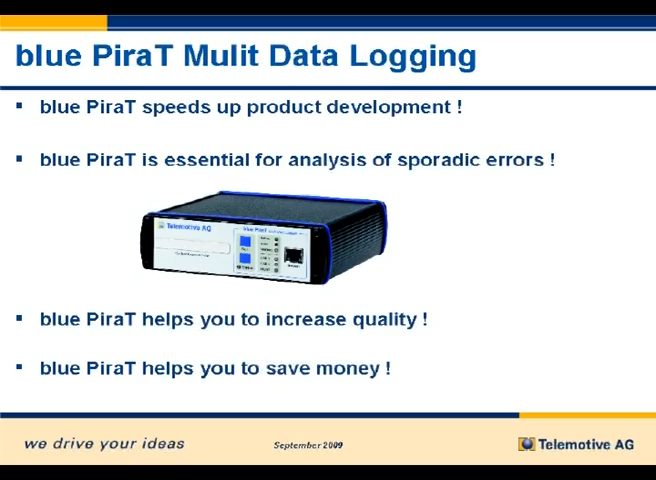 blue PiraT Mulit Data Logging
blue PiraT speeds up product development !
blue PiraT is essential for analysis of sporadic errors !
Telemotive AG
blue PiraT
blue PiraT helps you to increase quality !
blue PiraT helps you to save money !
we drive your ideas
September 2009
Telemotive AG